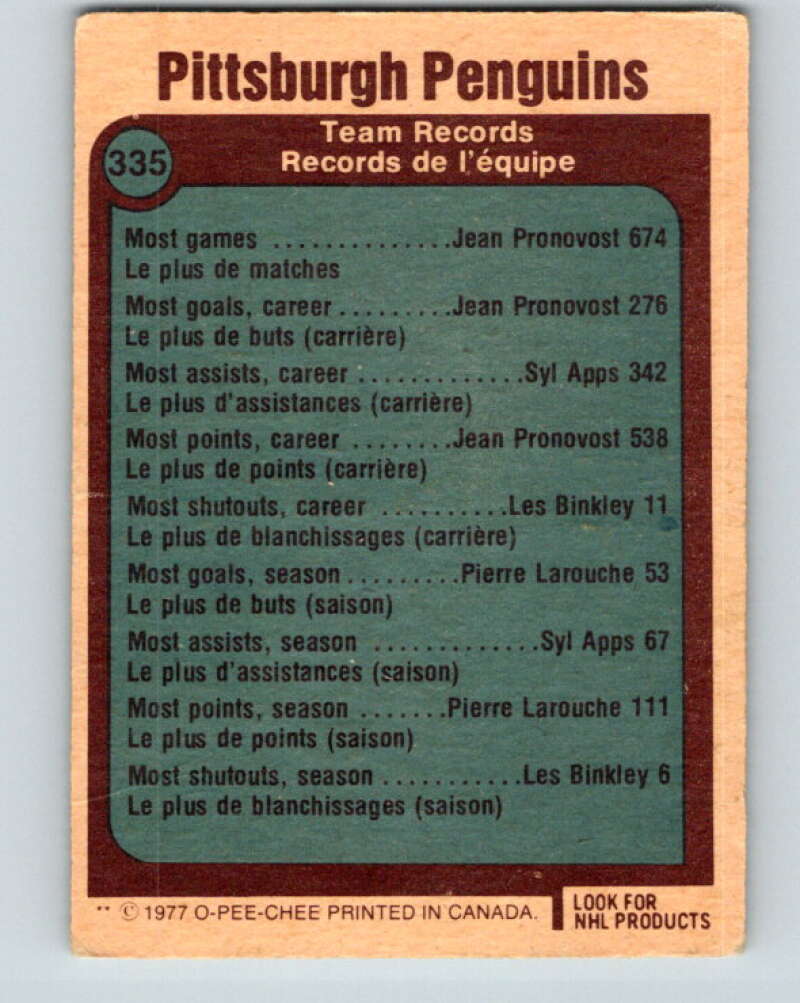 Pittsburgh Penguins
Team Records
335
Records de l'équipe
Most games ..............Jean Pronovost 674
Le plus de matches
Most goals, career.........Jean Pronovost 276
Le plus de buts (carrière)
Most assists, career .............Syl Apps 342
Le plus d'assistances (carrière)
Most points, career ........Jean Pronovost 538
Le plus de points (carrière)
Most shutouts, career ..........Les Binkley 11
Le plus de blanchissages (carrière)
Most goals, season.........Pierre Larouche 53
Le plus de buts (saison)
Most assists, season .............Syl Apps 67
Le plus d'assistances (saison)
Most points, season .......Pierre Larouche 111
Le plus de points (saison)
Most shutouts, season ...........Les Binkley 6
Le plus de blanchissages (saison)
** © 1977 O-PEE-CHEE PRINTED IN CANADA.
LOOK FOR
NHL PRODUCTS